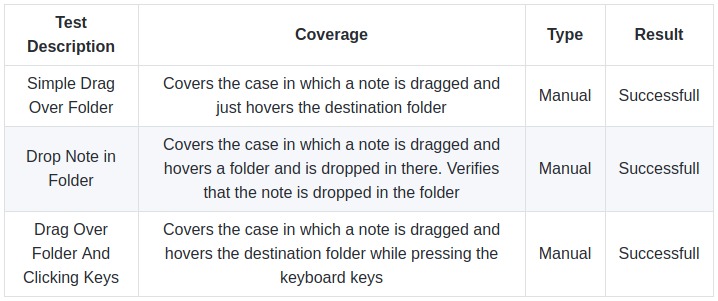 Test Description Coverage Type Result
Simple Drag Over Folder Covers the case in which a note is dragged and just hovers the destination folder Manual Successfull
Drop Note in Folder Covers the case in which a note is dragged and hovers a folder and is dropped in there. Verifies that the note is dropped in the folder Manual Successfull
Drag Over Folder And Clicking Keys Covers the case in which a note is dragged and hovers the destination folder while pressing the keyboard keys Manual Successfull